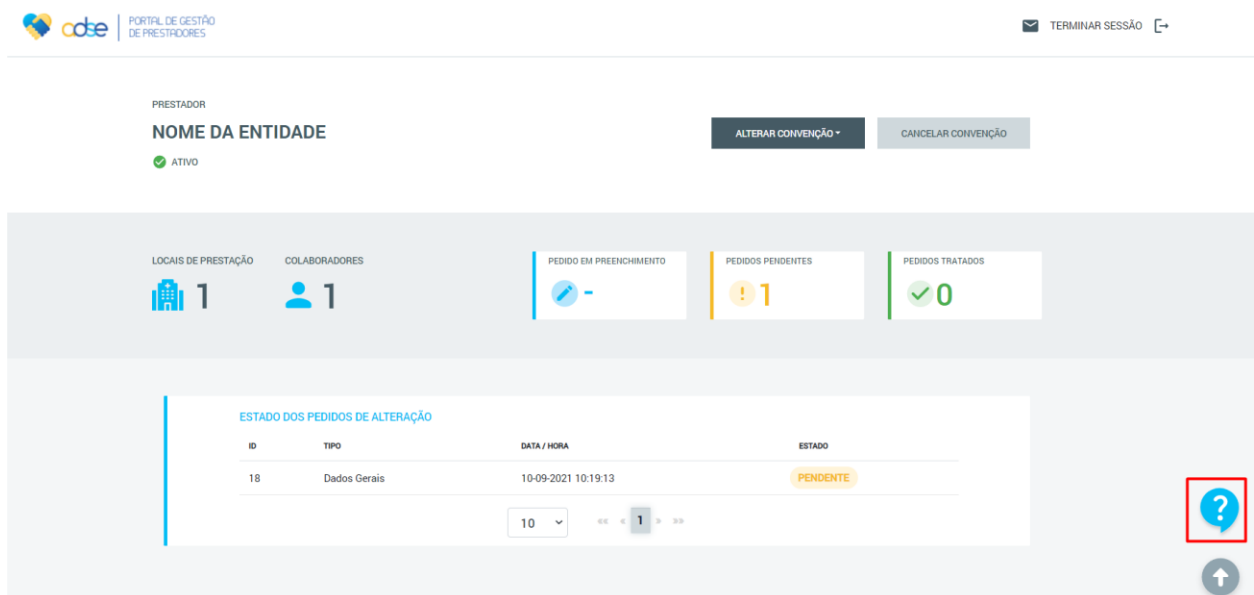 adse
PORTAL DE GESTÃO
DE PRESTADORES
TERMINAR SESSÃO
PRESTADOR
NOME DA ENTIDADE
ATIVO
ALTERAR CONVENÇÃO
CANCELAR CONVENÇÃO
LOCAIS DE PRESTAÇÃO
1
COLABORADORES
1
PEDIDO EM PREENCHIMENTO
-
PEDIDOS PENDENTES
1
PEDIDOS TRATADOS
0
ESTADO DOS PEDIDOS DE ALTERAÇÃO
ID TIPO DATA / HORA ESTADO
18 Dados Gerais 10-09-2021 10:19:13 PENDENTE
10 «« « 1 » »»
?